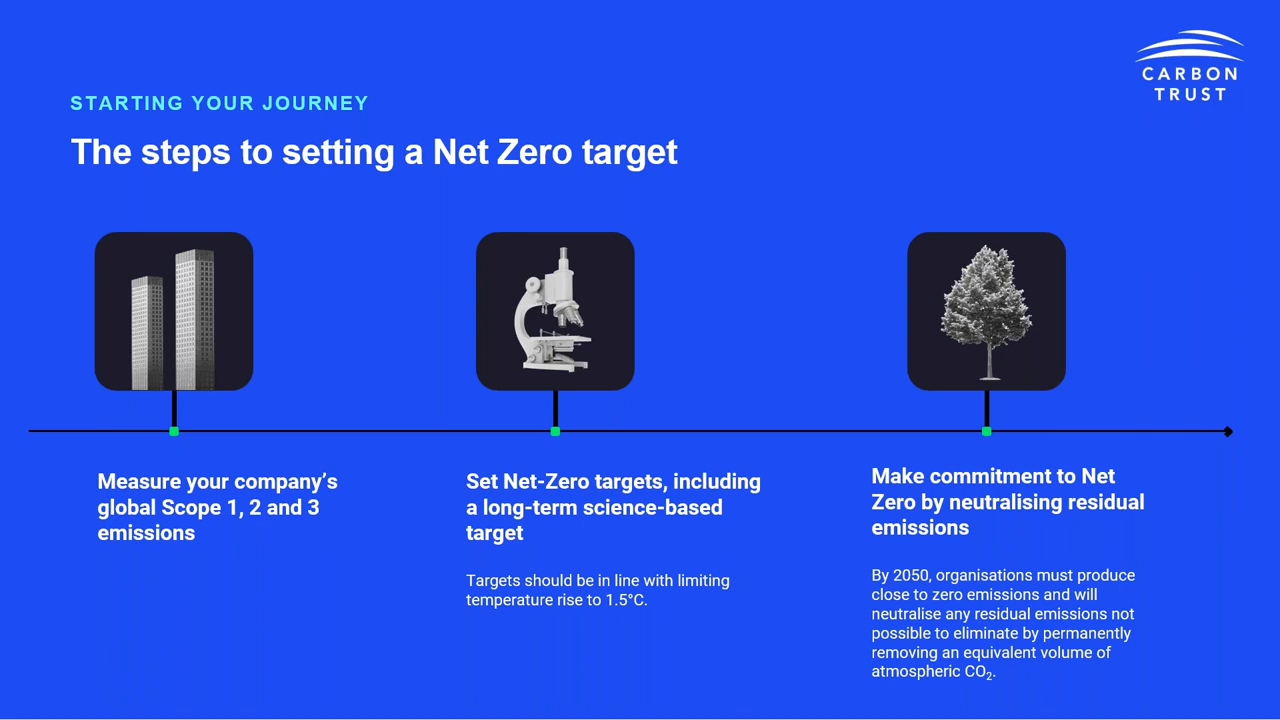 CARBON
TRUST
STARTING YOUR JOURNEY
The steps to setting a Net Zero target
Measure your company’s
global Scope 1, 2 and 3
emissions
Set Net-Zero targets, including
a long-term science-based
target
Targets should be in line with limiting
temperature rise to 1.5°C.
Make commitment to Net
Zero by neutralising residual
emissions
By 2050, organisations must produce
close to zero emissions and will
neutralise any residual emissions not
possible to eliminate by permanently
removing an equivalent volume of
atmospheric CO₂.